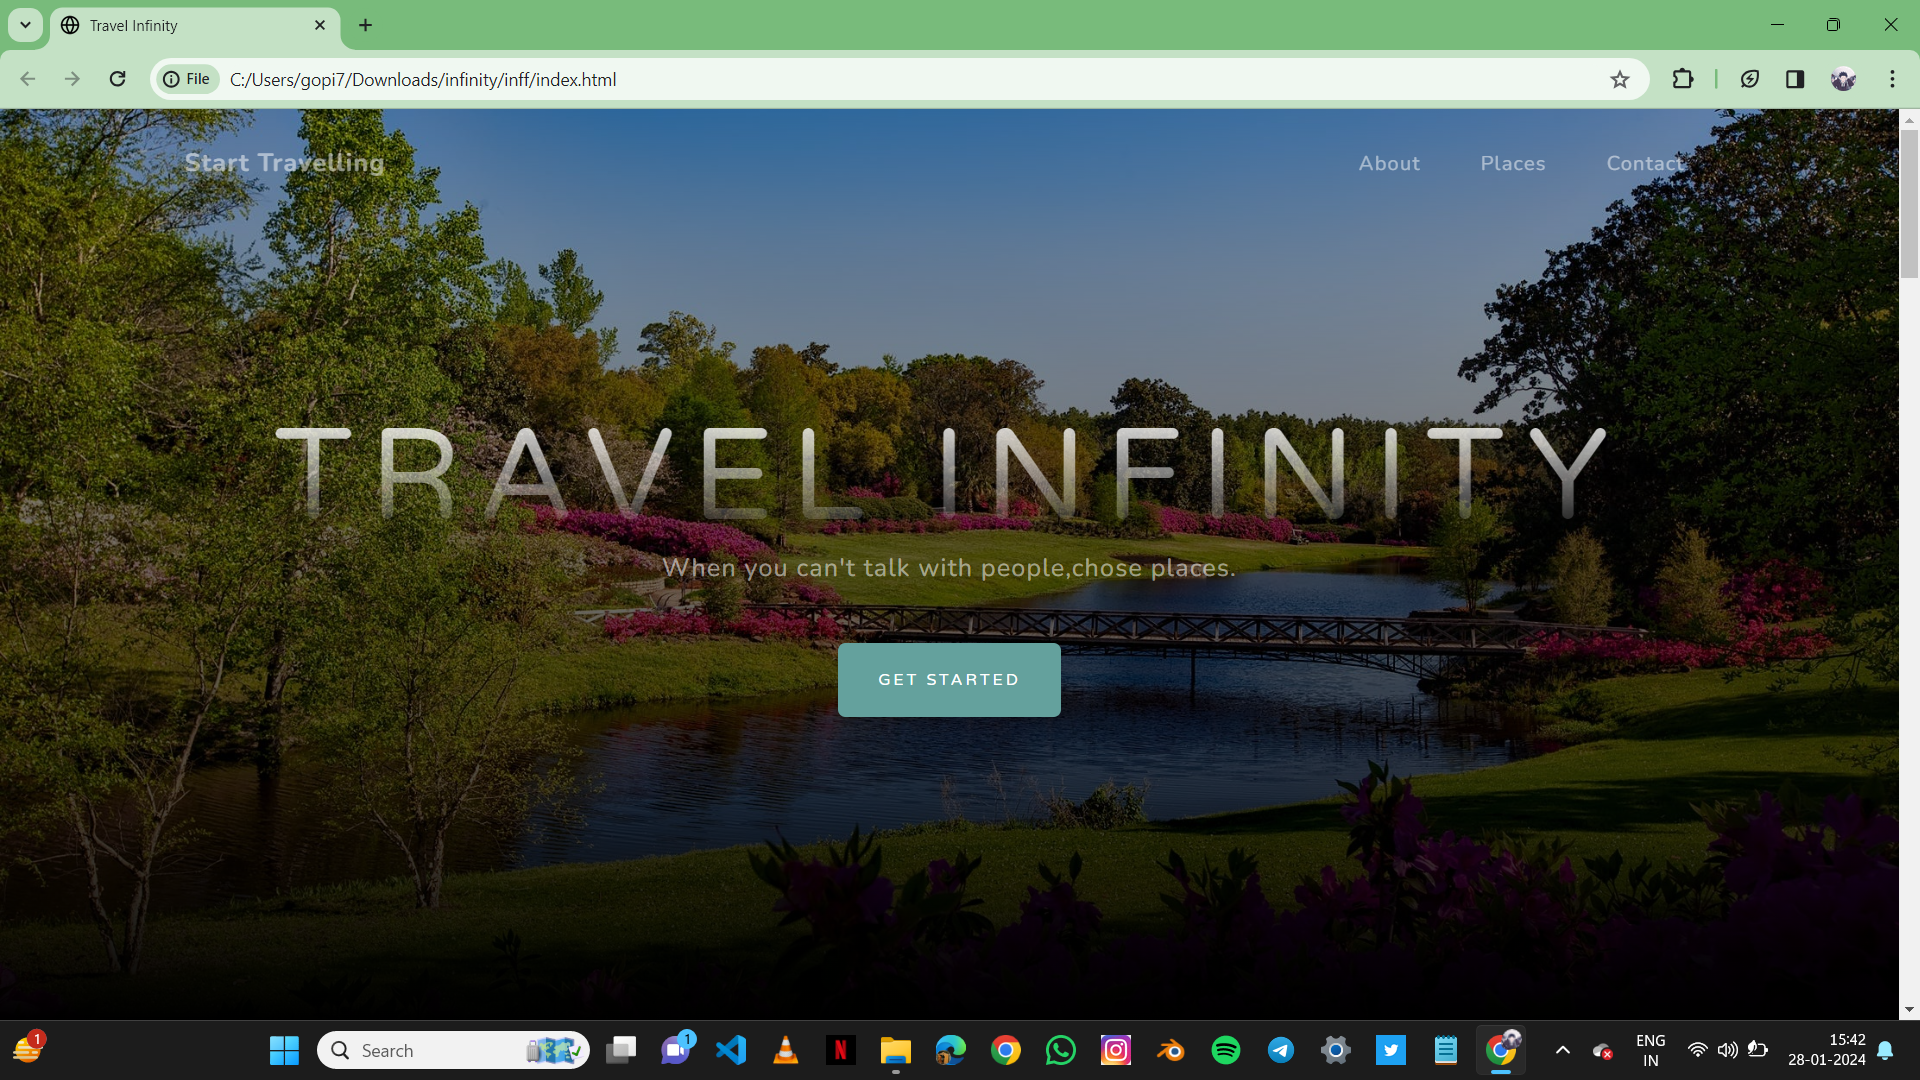 Travel Infinity
File
C:/Users/gopi7/Downloads/infinity/inff/index.html
Start Travelling
About
Places
Contact
TRAVEL INFINITY
When you can't talk with people,chose places.
GET STARTED
1
Search
1
N
ENG
IN
15:42
28-01-2024